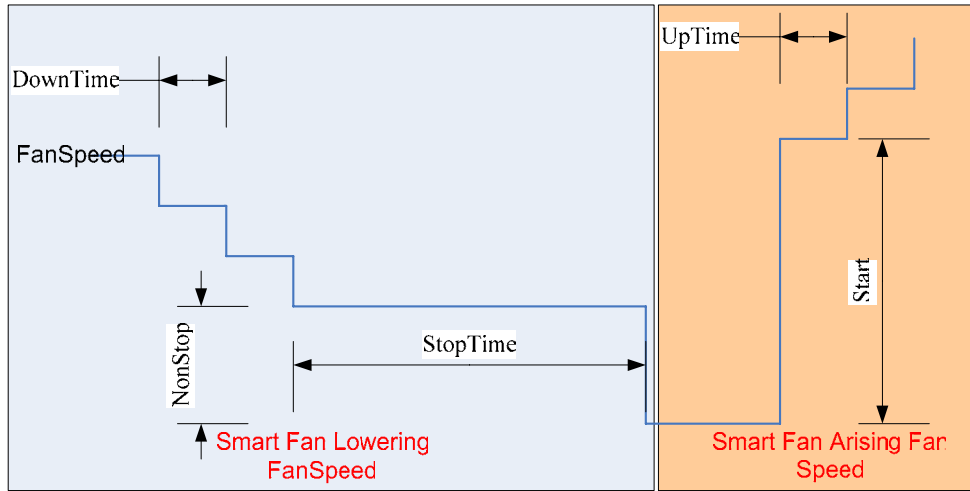 DownTime
UpTime
FanSpeed
NonStop
StopTime
Start
Smart Fan Lowering
FanSpeed
Smart Fan Arising Fan
Speed